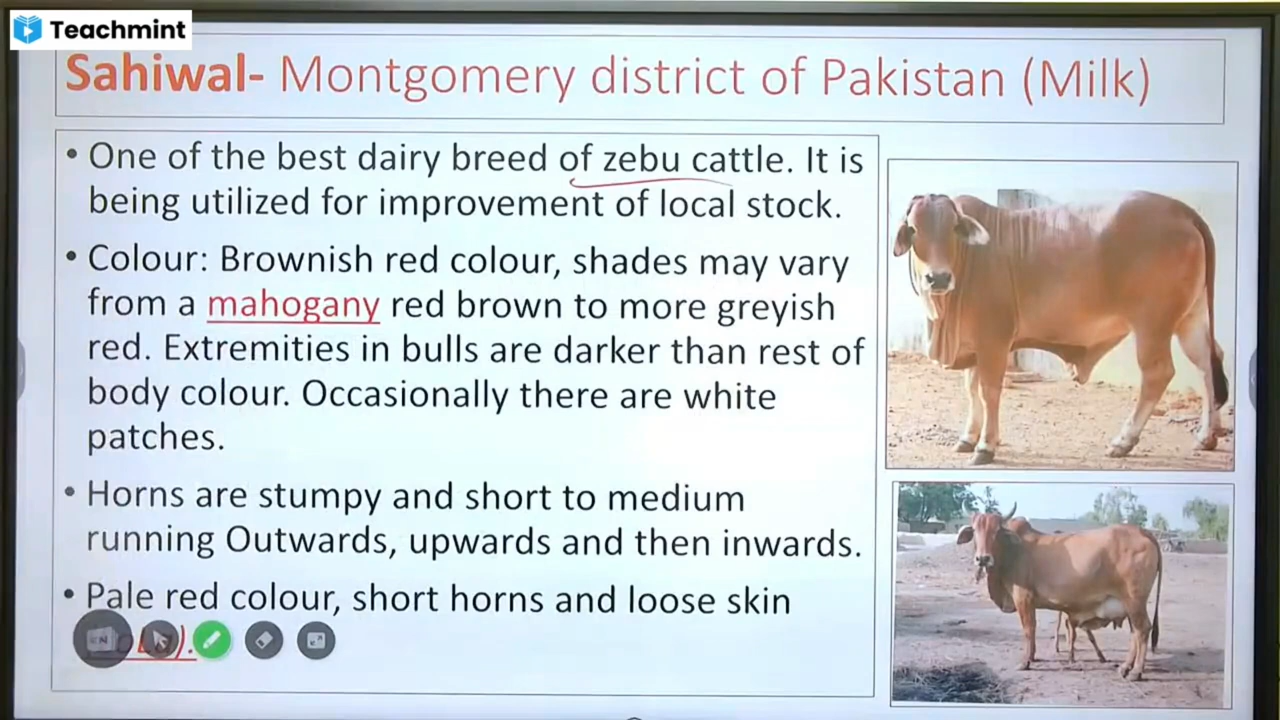 Teachmint
Sahiwal- Montgomery district of Pakistan (Milk)
• One of the best dairy breed of zebu cattle. It is
being utilized for improvement of local stock.
• Colour: Brownish red colour, shades may vary
from a mahogany red brown to more greyish
red. Extremities in bulls are darker than rest of
body colour. Occasionally there are white
patches.
• Horns are stumpy and short to medium
running Outwards, upwards and then inwards.
• Pale red colour, short horns and loose skin